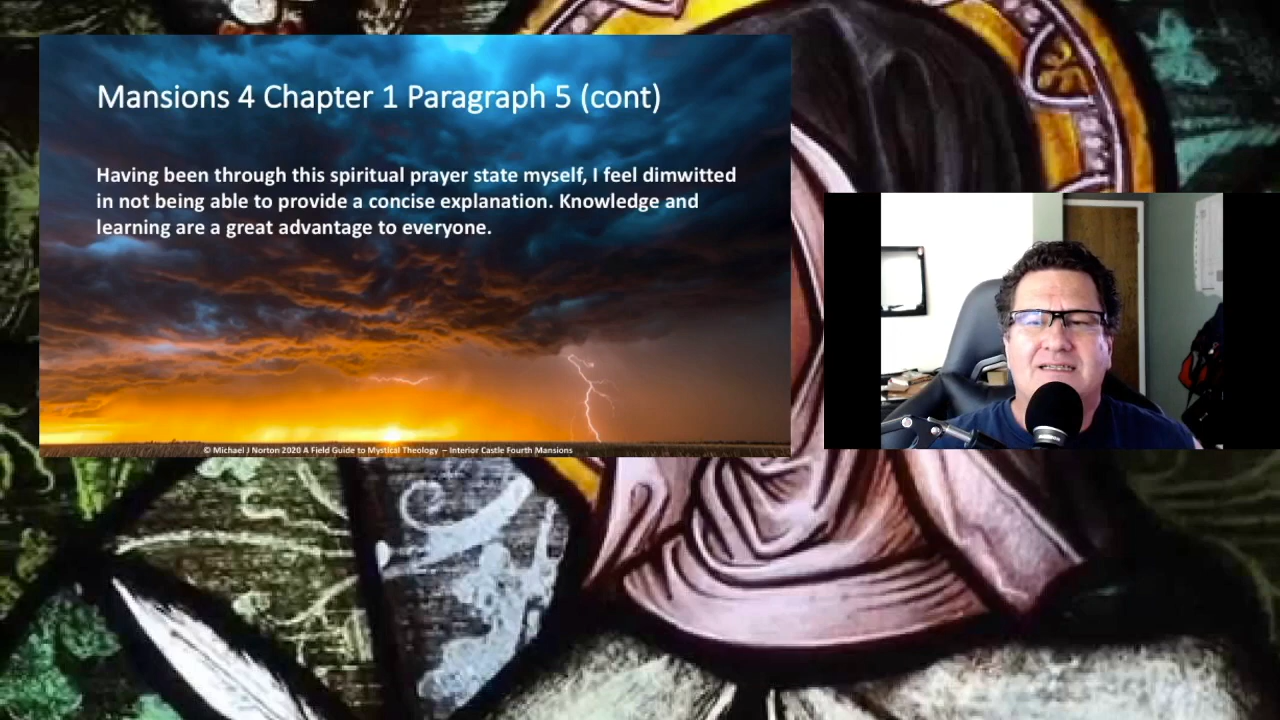 Mansions 4 Chapter 1 Paragraph 5 (cont)
Having been through this spiritual prayer state myself, I feel dimwitted
in not being able to provide a concise explanation. Knowledge and
learning are a great advantage to everyone.
© Michael J Norton 2020 A Field Guide to Mystical Theology – Interior Castle Fourth Mansions